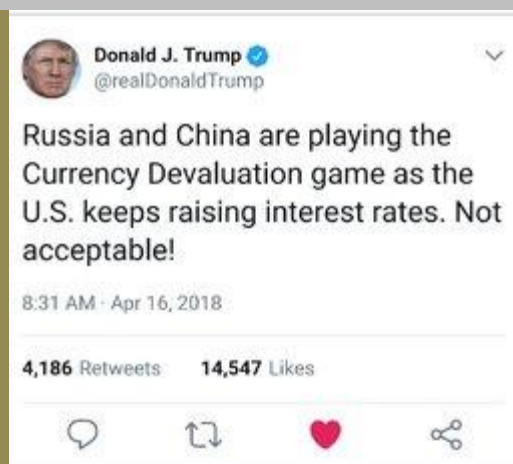 Donald J. Trump
@realDonaldTrump
Russia and China are playing the
Currency Devaluation game as the
U.S. keeps raising interest rates. Not
acceptable!
8:31 AM · Apr 16, 2018
4,186 Retweets 14,547 Likes